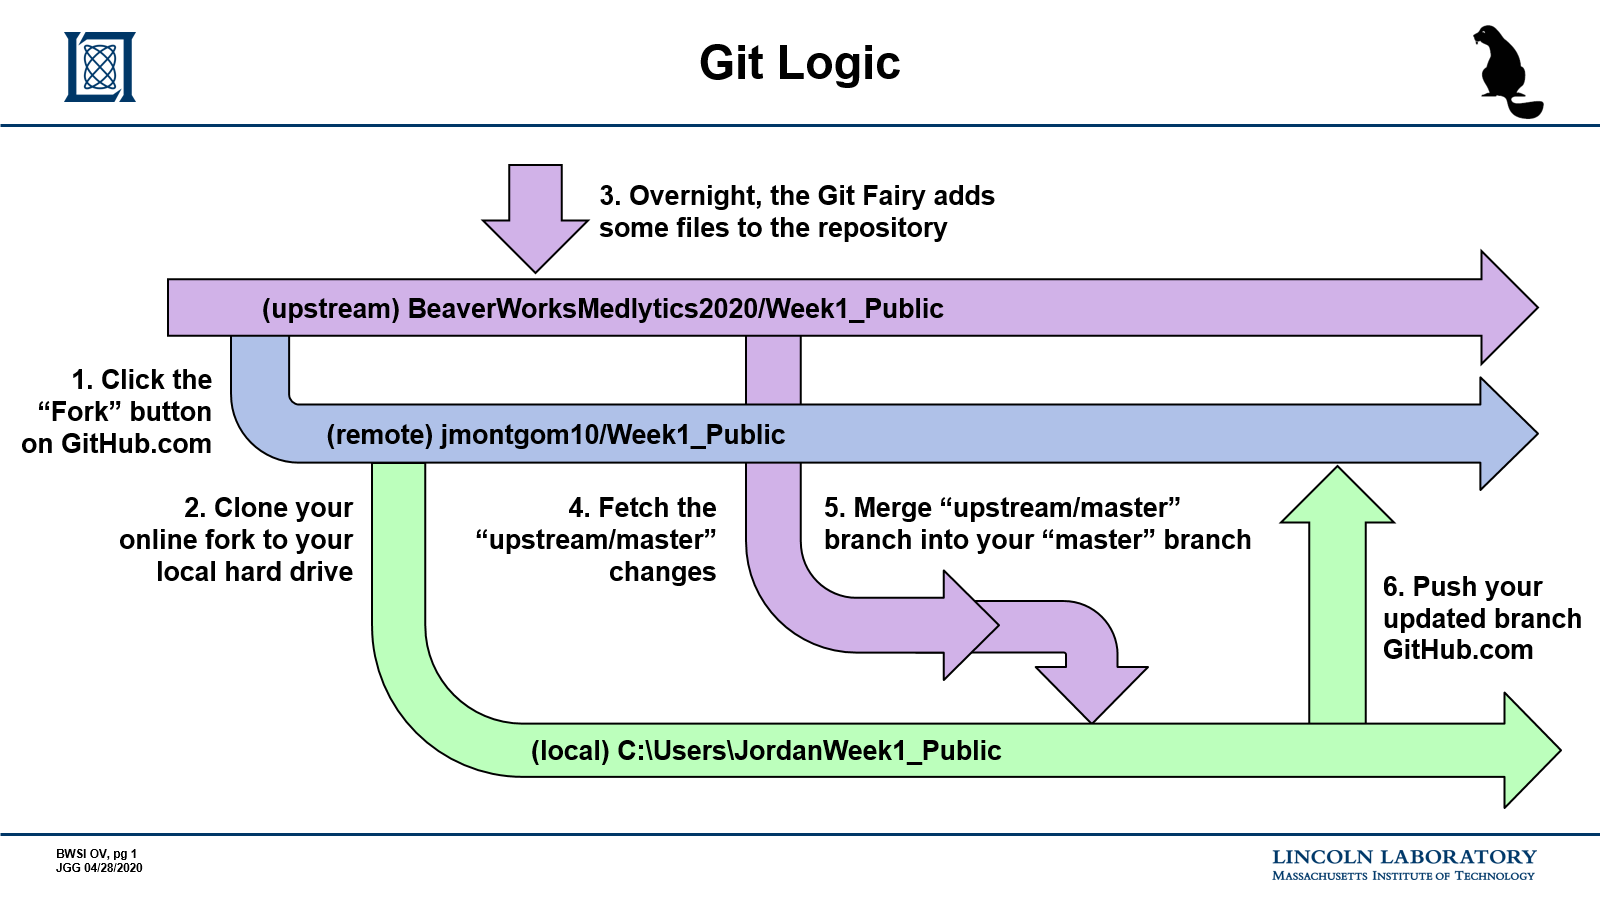 Git Logic
3. Overnight, the Git Fairy adds
some files to the repository
(upstream) BeaverWorksMedlytics2020/Week1_Public
1. Click the
“Fork” button
on GitHub.com
(remote) jmontgom10/Week1_Public
2. Clone your
online fork to your
local hard drive
4. Fetch the
“upstream/master”
changes
5. Merge “upstream/master”
branch into your “master” branch
6. Push your
updated branch
GitHub.com
(local) C:\Users\JordanWeek1_Public
BWSI OV, pg 1
JGG 04/28/2020
LINCOLN LABORATORY
MASSACHUSETTS INSTITUTE OF TECHNOLOGY